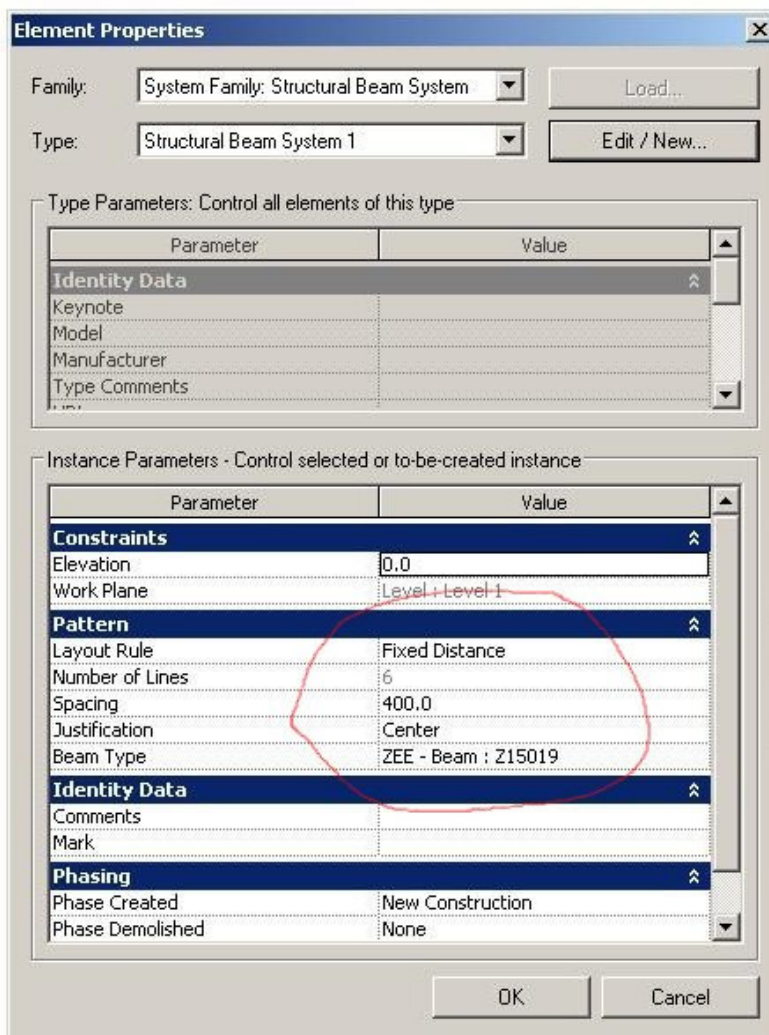 Element Properties
Family: System Family: Structural Beam System Load...
Type: Structural Beam System 1 Edit / New...
Type Parameters: Control all elements of this type
Parameter Value
Identity Data
Keynote
Model
Manufacturer
Type Comments
Instance Parameters - Control selected or to-be-created instance
Parameter Value
Constraints
Elevation 0.0
Work Plane Level : Level 1
Pattern
Layout Rule Fixed Distance
Number of Lines 6
Spacing 400.0
Justification Center
Beam Type ZEE - Beam : Z15019
Identity Data
Comments
Mark
Phasing
Phase Created New Construction
Phase Demolished None
OK Cancel